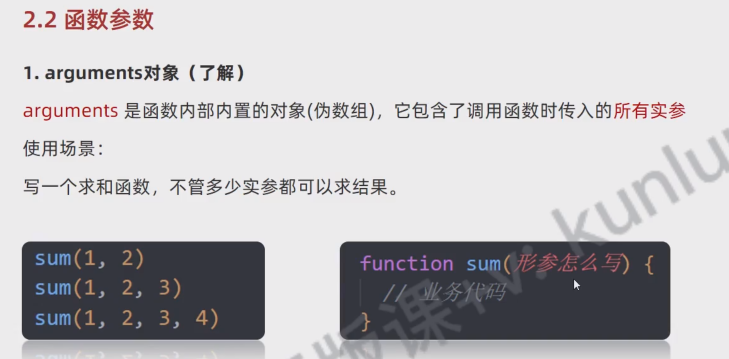 2.2 函数参数
1. arguments对象（了解）
arguments 是函数内部内置的对象(伪数组)，它包含了调用函数时传入的所有实参
使用场景：
写一个求和函数，不管多少实参都可以求结果。
sum(1, 2)
sum(1, 2, 3)
sum(1, 2, 3, 4)
function sum(形参怎么写) {
// 业务代码
}
版课+v: kunlun